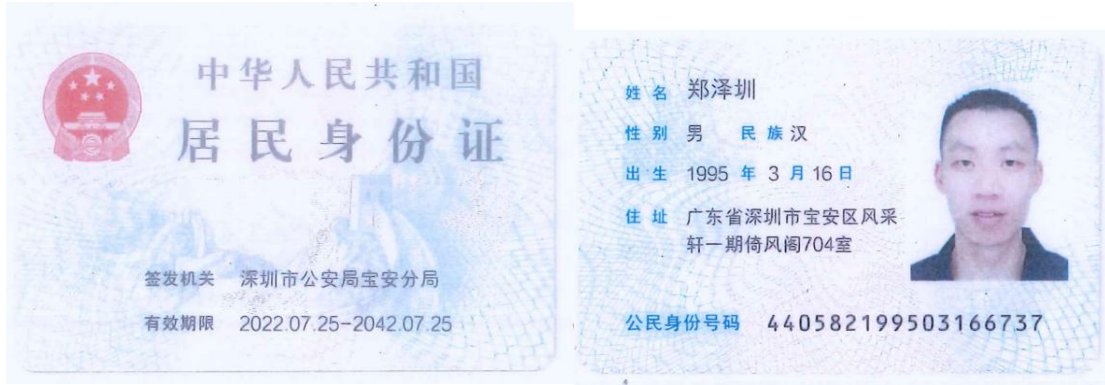 中华人民共和国
居民身份证
签发机关 深圳市公安局宝安分局
有效期限 2022.07.25-2042.07.25
姓名 郑泽圳
性别 男 民族 汉
出生 1995 年 3 月 16 日
住址 广东省深圳市宝安区风采
轩一期倚风阁704室
公民身份号码 440582199503166737